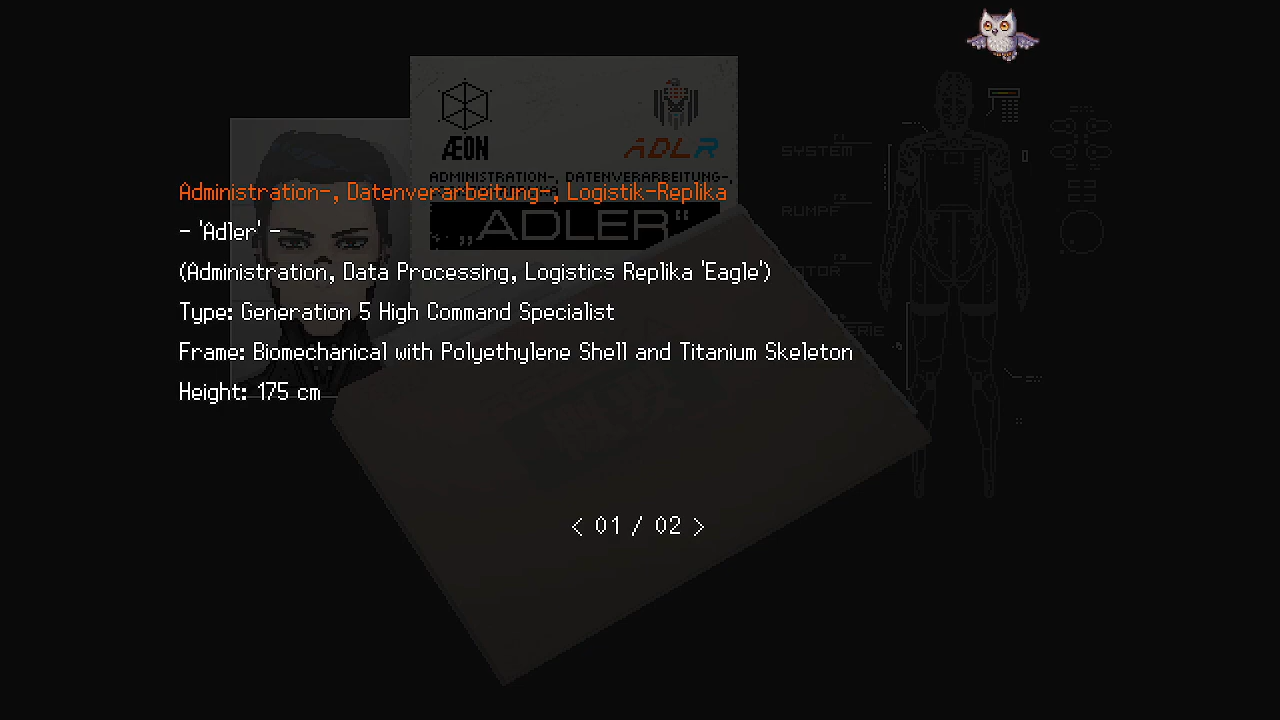 ÆON
ADLR
ADMINISTRATION-, DATENVERARBEITUNG-,
Administration-, Datenverarbeitung-, Logistik-Replika
- 'Adler' -
„ADLER“
(Administration, Data Processing, Logistics Replika 'Eagle')
Type: Generation 5 High Command Specialist
Frame: Biomechanical with Polyethylene Shell and Titanium Skeleton
Height: 175 cm
< 01 / 02 >
SYSTEM
RUMPF